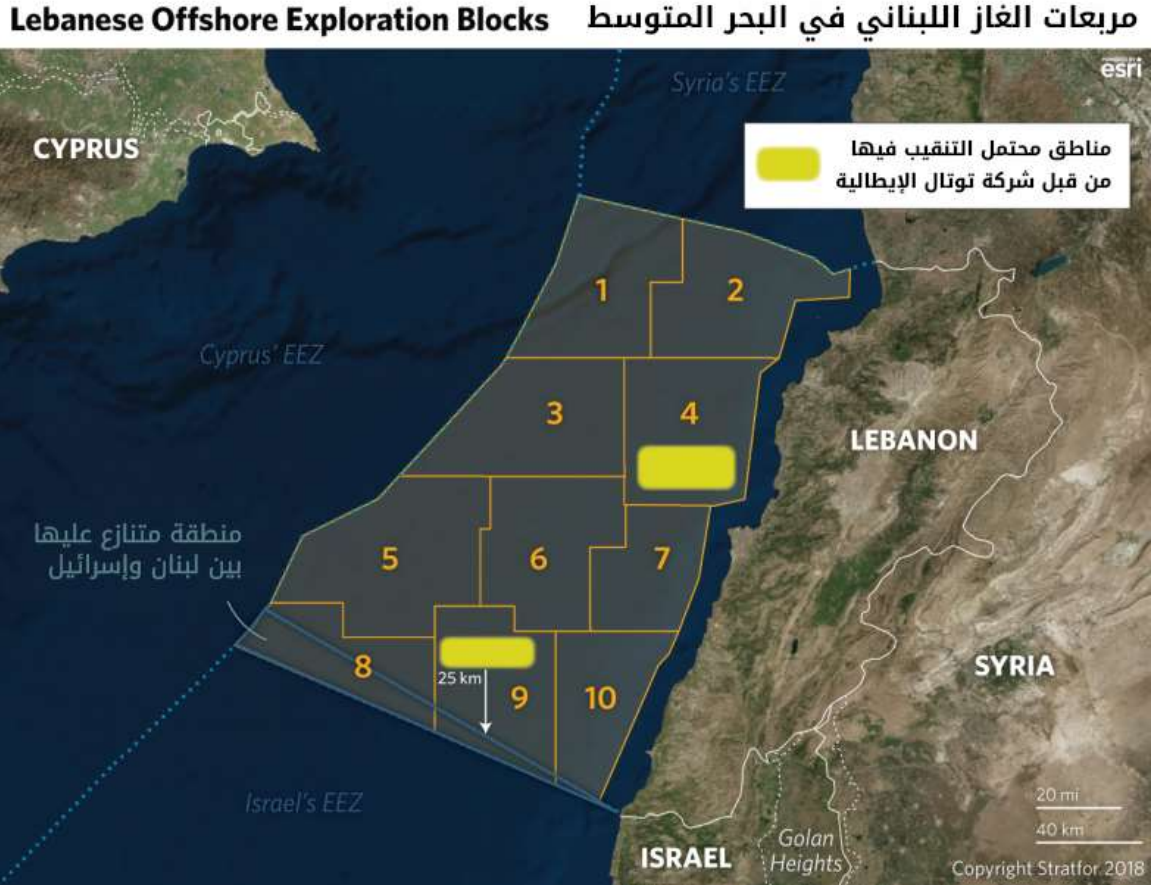 Lebanese Offshore Exploration Blocks
مربعات الغاز اللبناني في البحر المتوسط
POWERED BY
esri
Syria's EEZ
CYPRUS
مناطق محتمل التنقيب فيها
من قبل شركة توتال الإيطالية
1
2
Cyprus' EEZ
3
4
LEBANON
منطقة متنازع عليها
بين لبنان وإسرائيل
5
6
7
8
25 km
9
10
SYRIA
Israel's EEZ
20 mi
40 km
Golan
Heights
ISRAEL
Copyright Stratfor 2018